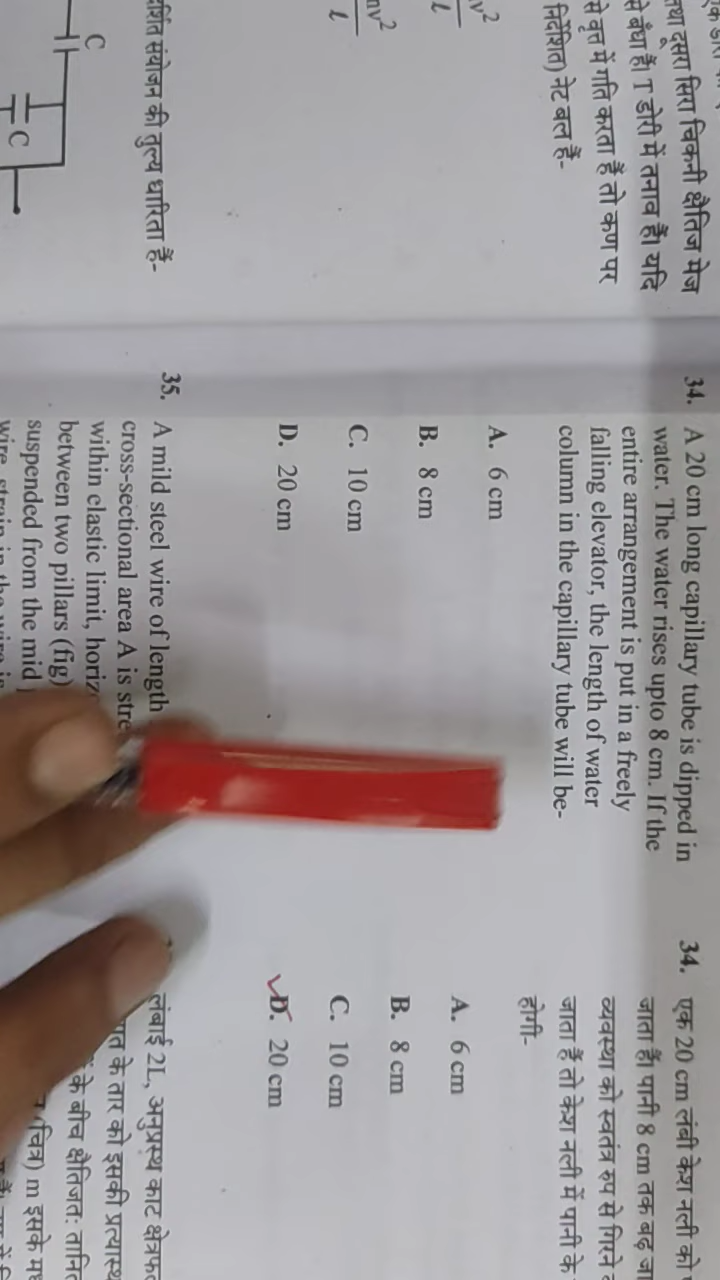 तथा दूसरा सिरा चिकनी क्षैतिज मेज
से बँधा हैं। T डोरी में तनाव हैं। यदि
से वृत्त में गति करता हैं तो कण पर
निर्देशित) नेट बल हैं-
l
l
संयोजन की तुल्य धारिता हैं-
C
C
34. A 20 cm long capillary tube is dipped in
water. The water rises upto 8 cm. If the
entire arrangement is put in a freely
falling elevator, the length of water
column in the capillary tube will be-
A. 6 cm
B. 8 cm
C. 10 cm
D. 20 cm
35. A mild steel wire of length
cross-sectional area A is
within elastic limit,
between two pillars (fig)
suspended from the mid
34. एक 20 cm लंबी केश नली को
जाता हैं। पानी 8 cm तक बढ़
व्यवस्था को स्वतंत्र रुप से गिरने
जाता हैं तो केश नली में पानी के
होगी-
A. 6 cm
B. 8 cm
C. 10 cm
D. 20 cm
लंबाई 2L, अनुप्रस्थ काट
के तार को इसकी
के बीच क्षैतिजतः
(चित्र) m इसके